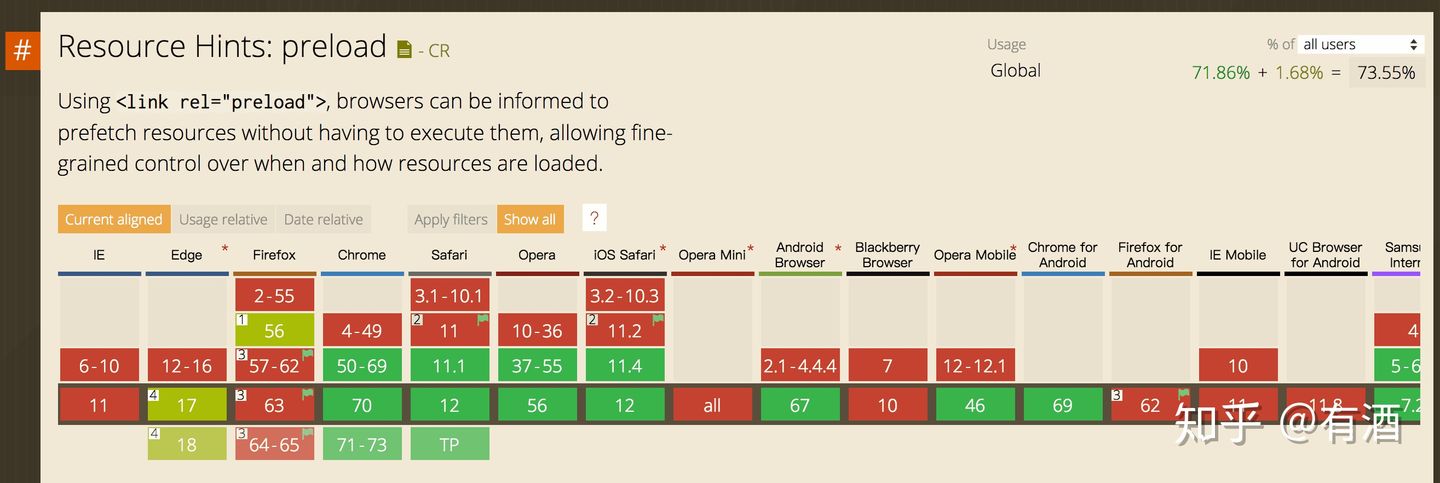 #
Resource Hints: preload - CR
Usage % of all users
Global 71.86% + 1.68% = 73.55%
Using <link rel="preload">, browsers can be informed to
prefetch resources without having to execute them, allowing fine-
grained control over when and how resources are loaded.
Current aligned Usage relative Date relative Apply filters Show all ?
IE Edge * Firefox Chrome Safari Opera iOS Safari * Opera Mini * Android Browser * Blackberry Browser Opera Mobile * Chrome for Android Firefox for Android IE Mobile UC Browser for Android
2-55 3.1-10.1 3.2-10.3
1 56 4-49 2 11 10-36 2 11.2 4
6-10 12-16 3 57-62 50-69 11.1 37-55 11.4 2.1-4.4.4 7 12-12.1 10 5-6
11 4 17 3 63 70 12 56 12 all 67 10 46 69 3 62 11 11.8 7.2
4 18 3 64-65 71-73 TP
知乎 @有酒